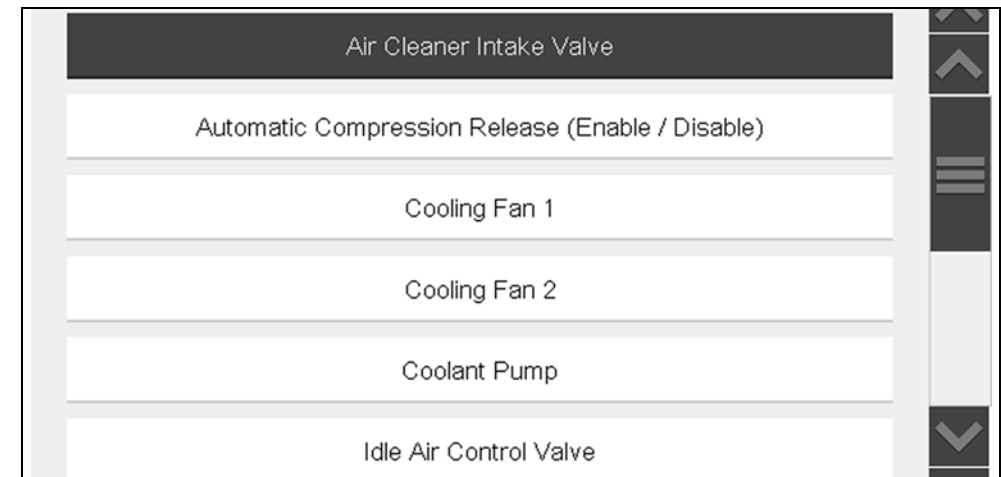 Air Cleaner Intake Valve
Automatic Compression Release (Enable / Disable)
Cooling Fan 1
Cooling Fan 2
Coolant Pump
Idle Air Control Valve